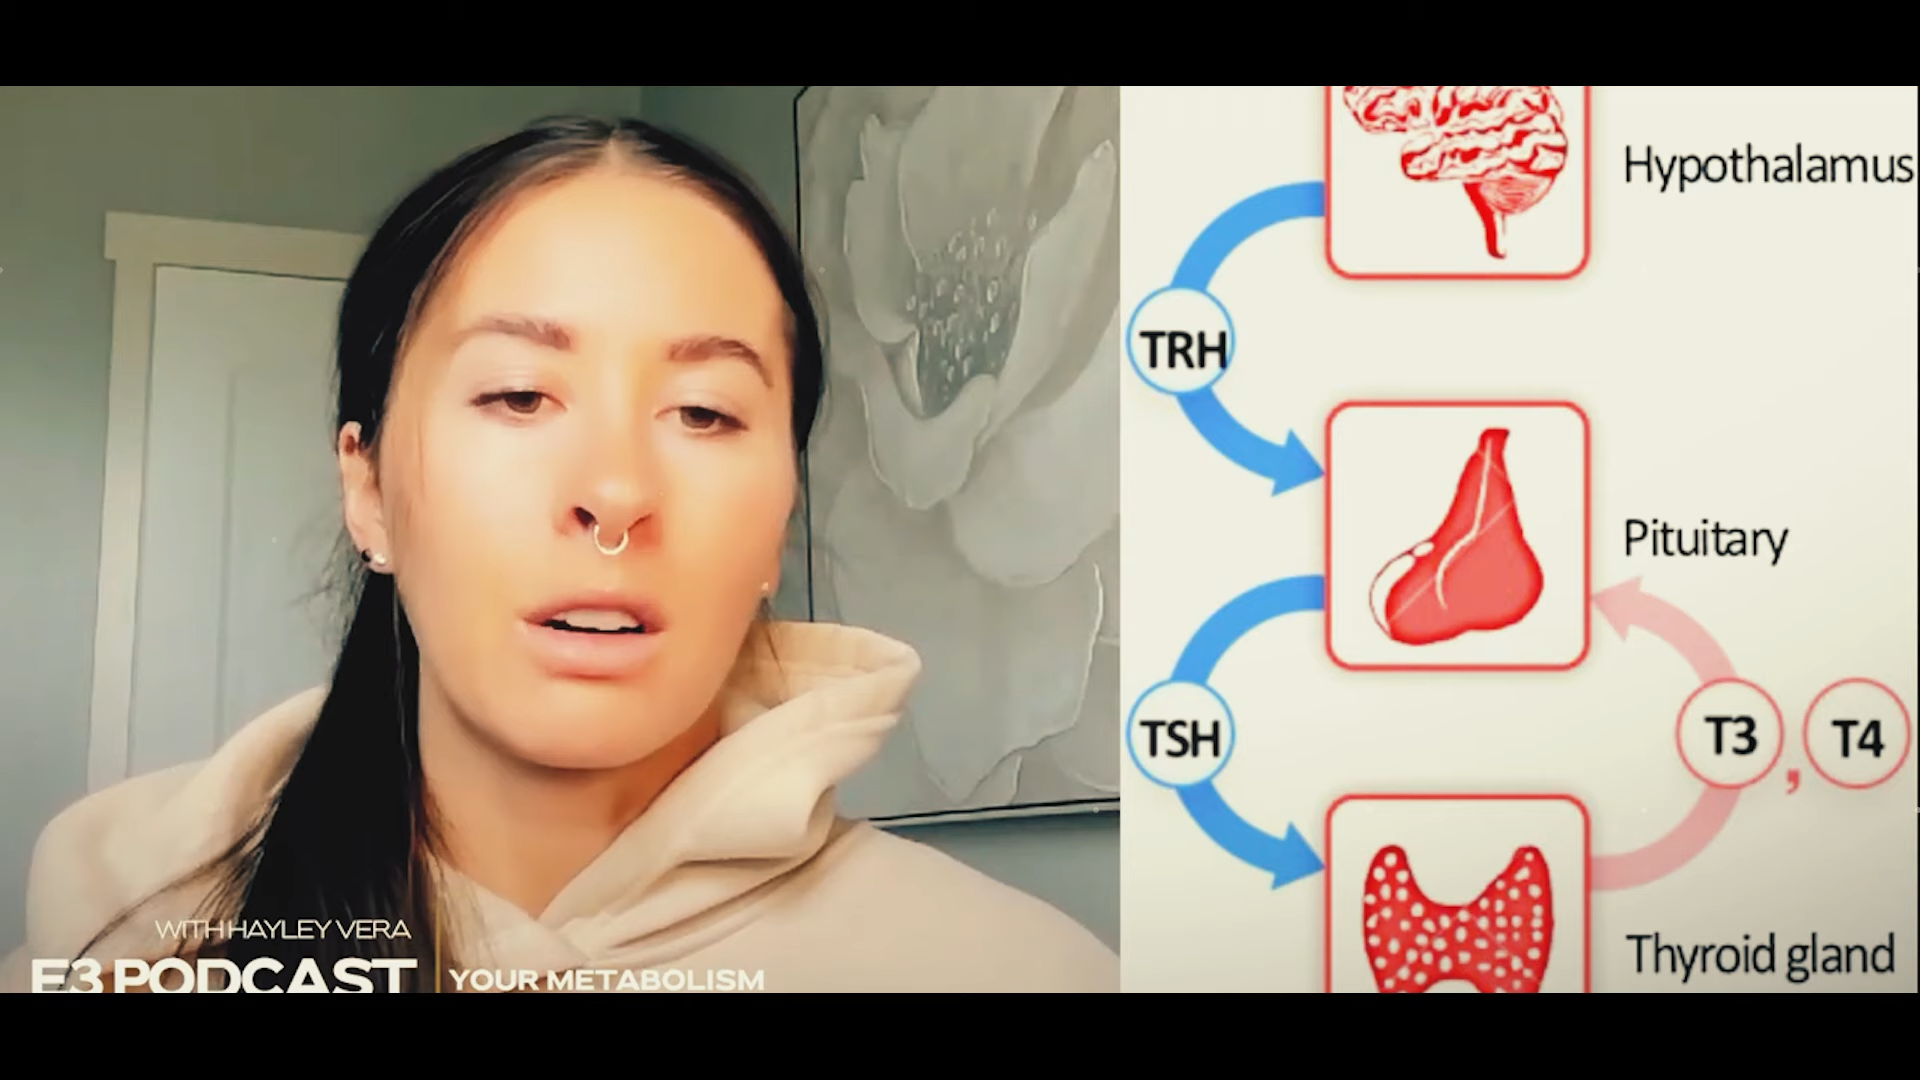 WITH HAYLEY VERA
E3 PODCAST
YOUR METABOLISM
Hypothalamus
TRH
Pituitary
TSH
T3 , T4
Thyroid gland